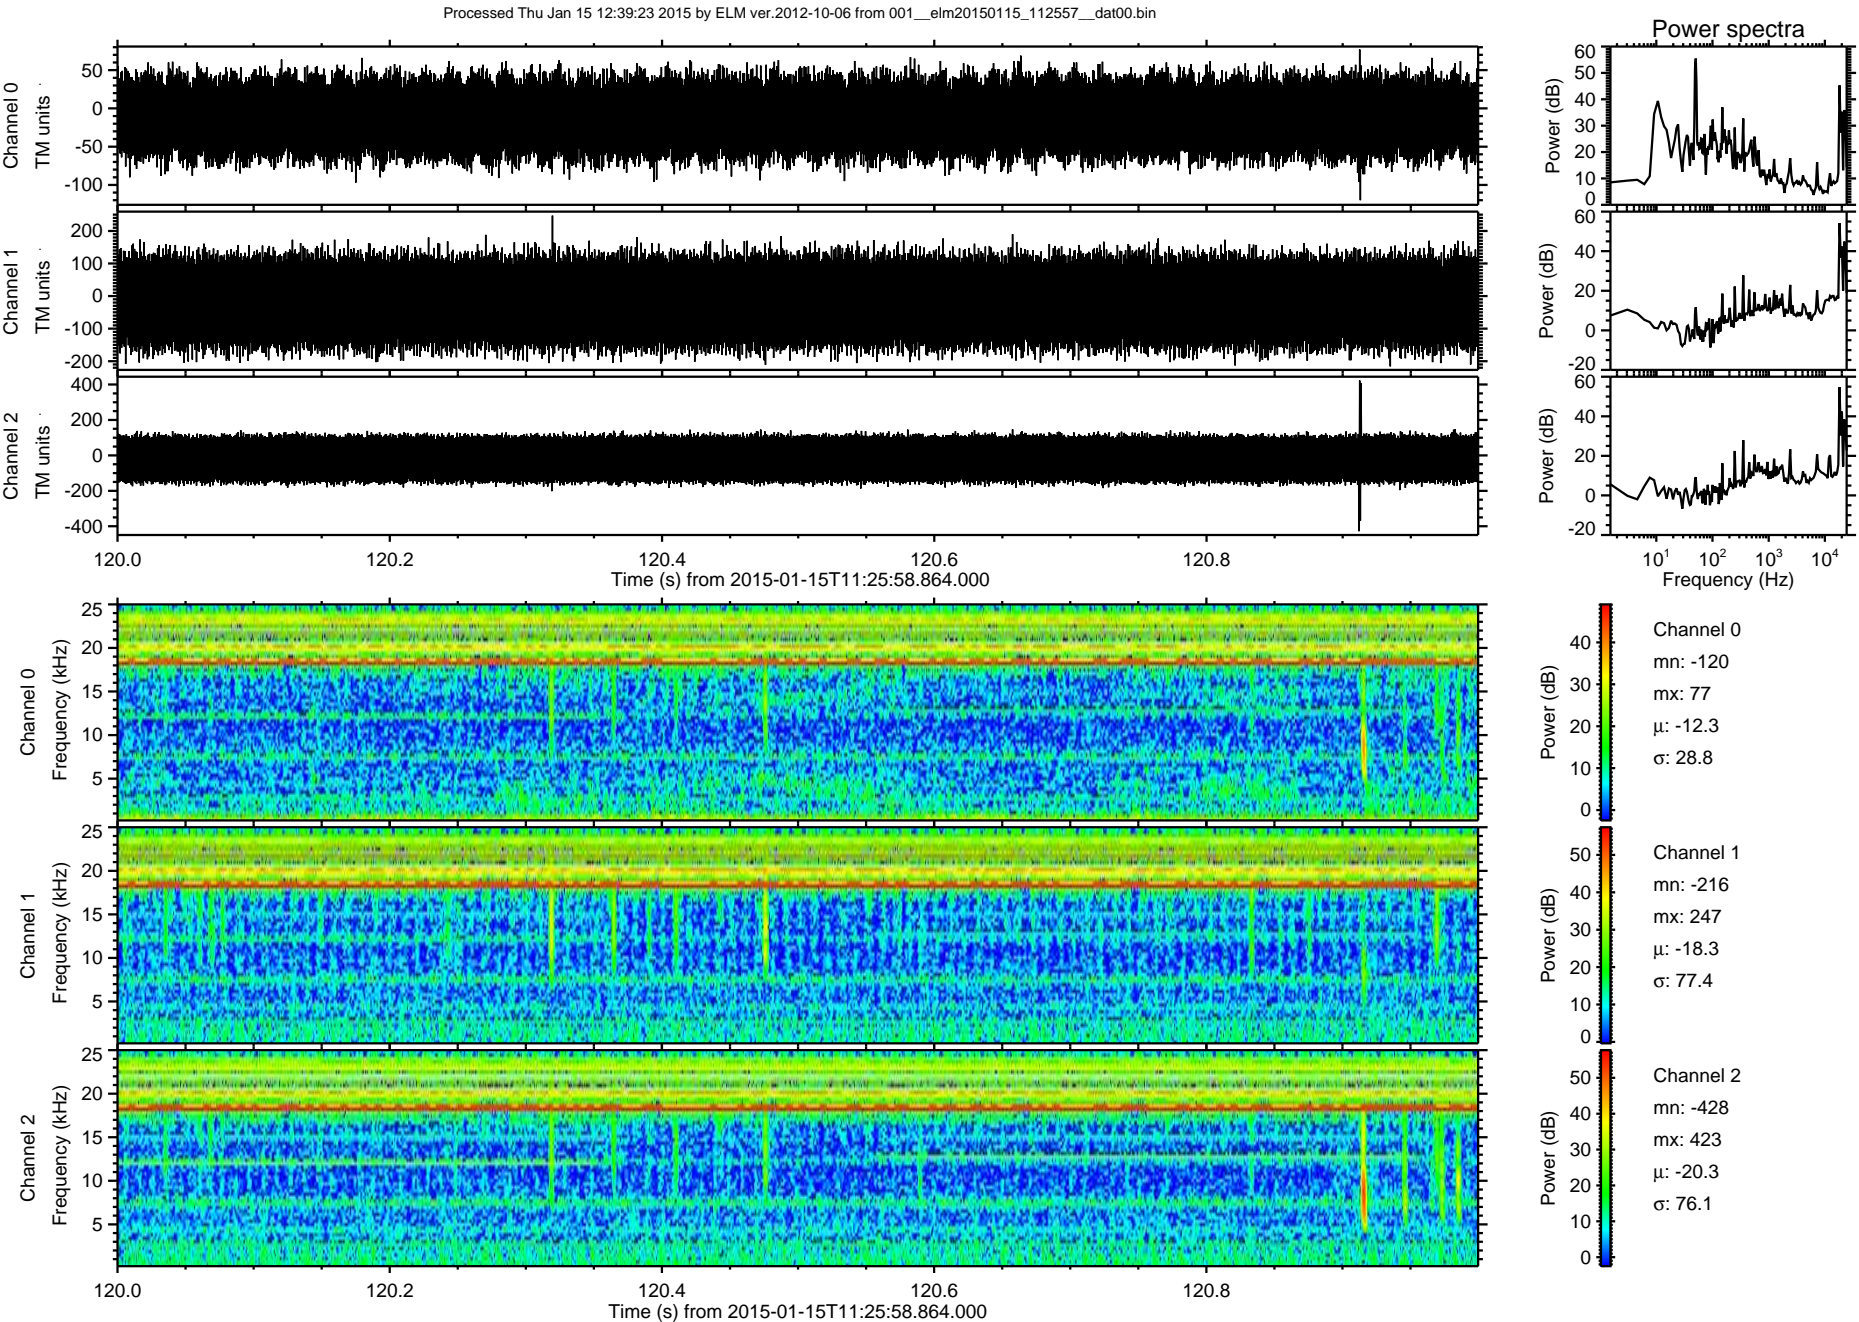 Processed Thu Jan 15 12:39:23 2015 by ELM ver.2012-10-06 from 001__elm20150115_112557__dat00.bin
Power spectra
Channel 0
TM units
50
0
-50
-100
Power (dB)
60
50
40
30
20
10
0
Channel 1
TM units
200
100
0
-100
-200
Power (dB)
60
40
20
0
-20
Channel 2
TM units
400
200
0
-200
-400
Power (dB)
60
40
20
0
-20
120.0 120.2 120.4 120.6 120.8
Time (s) from 2015-01-15T11:25:58.864.000
10¹ 10² 10³ 10⁴
Frequency (Hz)
Channel 0
Frequency (kHz)
25
20
15
10
5
Power (dB)
40
30
20
10
0
Channel 0
mn: -120
mx: 77
μ: -12.3
σ: 28.8
Channel 1
Frequency (kHz)
25
20
15
10
5
Power (dB)
50
40
30
20
10
0
Channel 1
mn: -216
mx: 247
μ: -18.3
σ: 77.4
Channel 2
Frequency (kHz)
25
20
15
10
5
Power (dB)
50
40
30
20
10
0
Channel 2
mn: -428
mx: 423
μ: -20.3
σ: 76.1
120.0 120.2 120.4 120.6 120.8
Time (s) from 2015-01-15T11:25:58.864.000